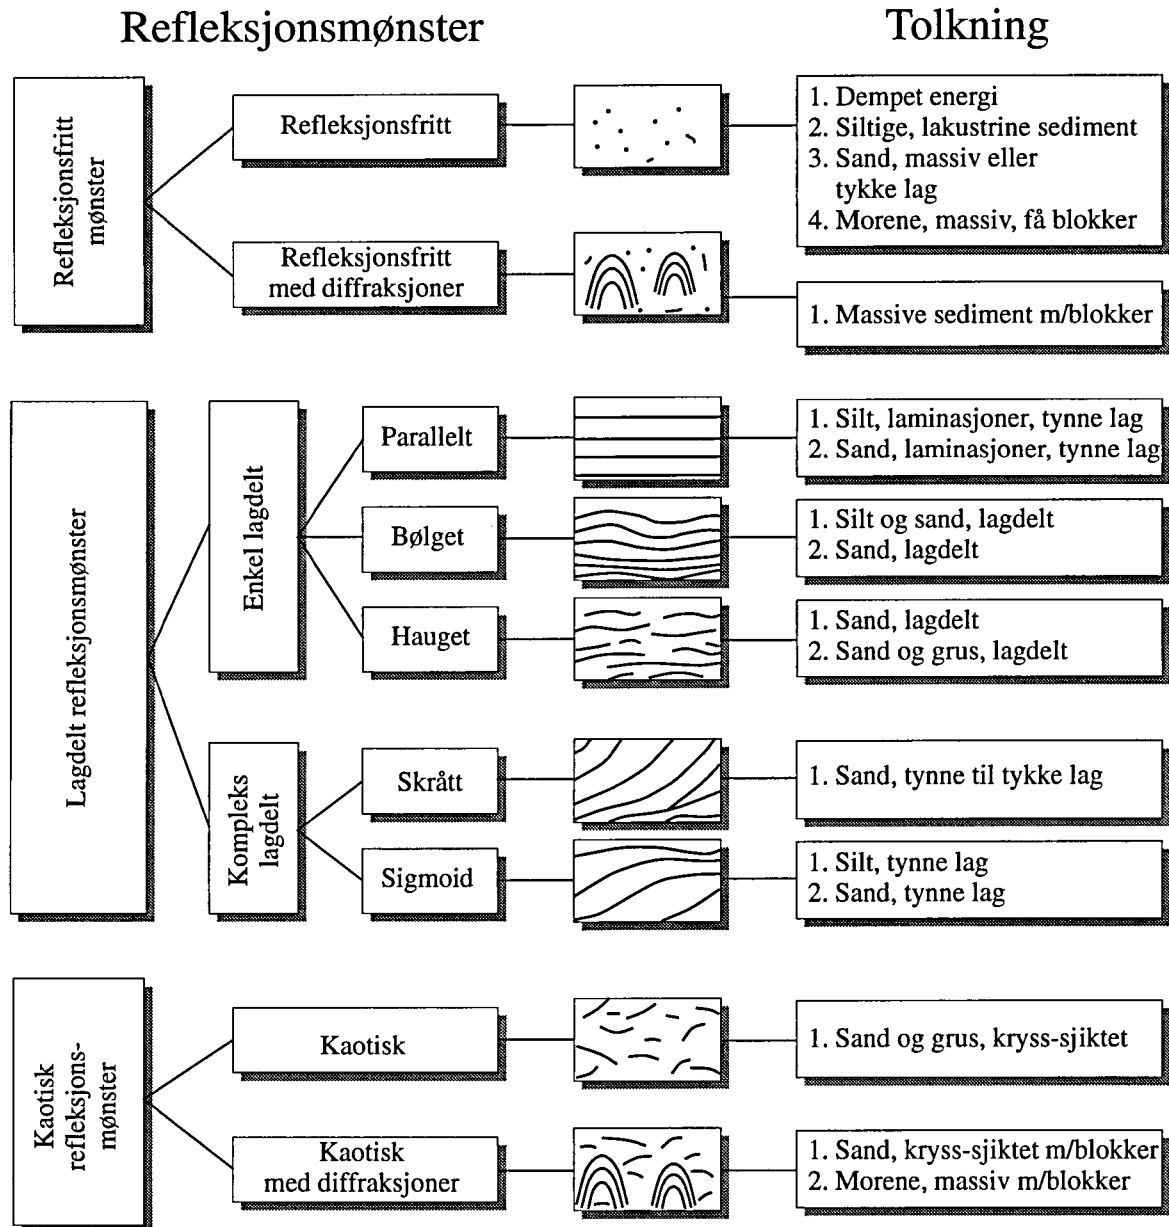 Refleksjonsmønster
Tolkning
Refleksjonsfritt
mønster
Refleksjonsfritt
1. Dempet energi
2. Siltige, lakustrine sediment
3. Sand, massiv eller
tykke lag
4. Morene, massiv, få blokker
Refleksjonsfritt
med diffraksjoner
1. Massive sediment m/blokker
Lagdelt refleksjonsmønster
Enkel lagdelt
Parallelt
1. Silt, laminasjoner, tynne lag
2. Sand, laminasjoner, tynne lag
Bølget
1. Silt og sand, lagdelt
2. Sand, lagdelt
Hauget
1. Sand, lagdelt
2. Sand og grus, lagdelt
Kompleks
lagdelt
Skrått
1. Sand, tynne til tykke lag
Sigmoid
1. Silt, tynne lag
2. Sand, tynne lag
Kaotisk
refleksjons-
mønster
Kaotisk
1. Sand og grus, kryss-sjiktet
Kaotisk
med diffraksjoner
1. Sand, kryss-sjiktet m/blokker
2. Morene, massiv m/blokker